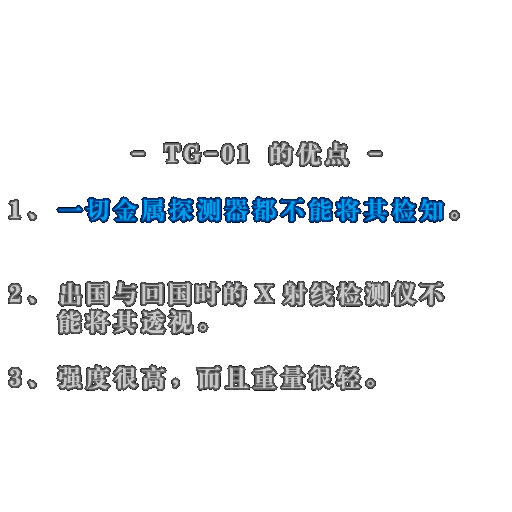 - TG-01 的优点 -
1、 一切金属探测器都不能将其检知。
2、 出国与回国时的 X 射线检测仪不
能将其透视。
3、 强度很高，而且重量很轻。